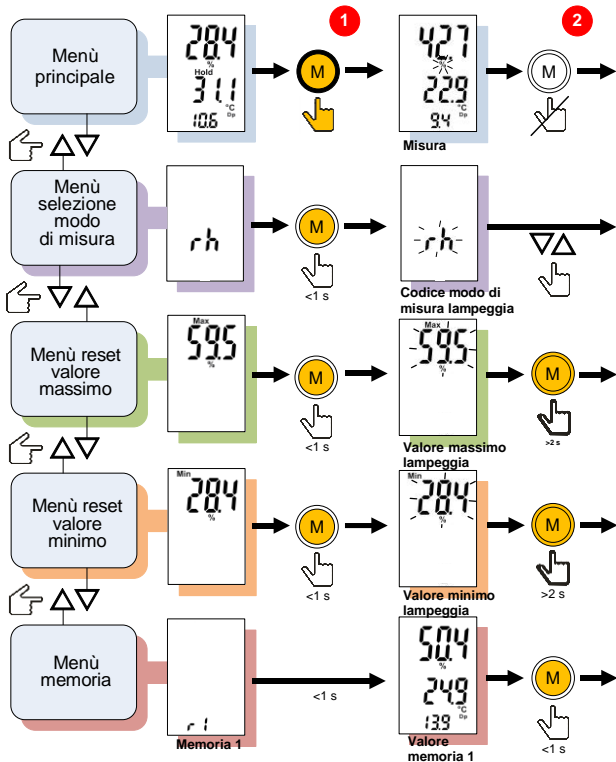 1
2
Menù
principale
28.4
%
Hold
31.1
°C
Dp
10.6
M
42.7
%
22.9
°C
Dp
9.4
Misura
M
Menù
selezione
modo
di misura
rh
M
<1 s
rh
Codice modo di
misura lampeggia
Menù reset
valore
massimo
Max
59.5
%
M
<1 s
Max
59.5
%
Valore massimo
lampeggia
M
>2 s
Menù reset
valore
minimo
Min
28.4
%
M
<1 s
Min
28.4
%
Valore minimo
lampeggia
M
>2 s
Menù
memoria
r1
Memoria 1
<1 s
50.4
%
24.9
°C
Dp
13.9
Valore
memoria 1
M
<1 s